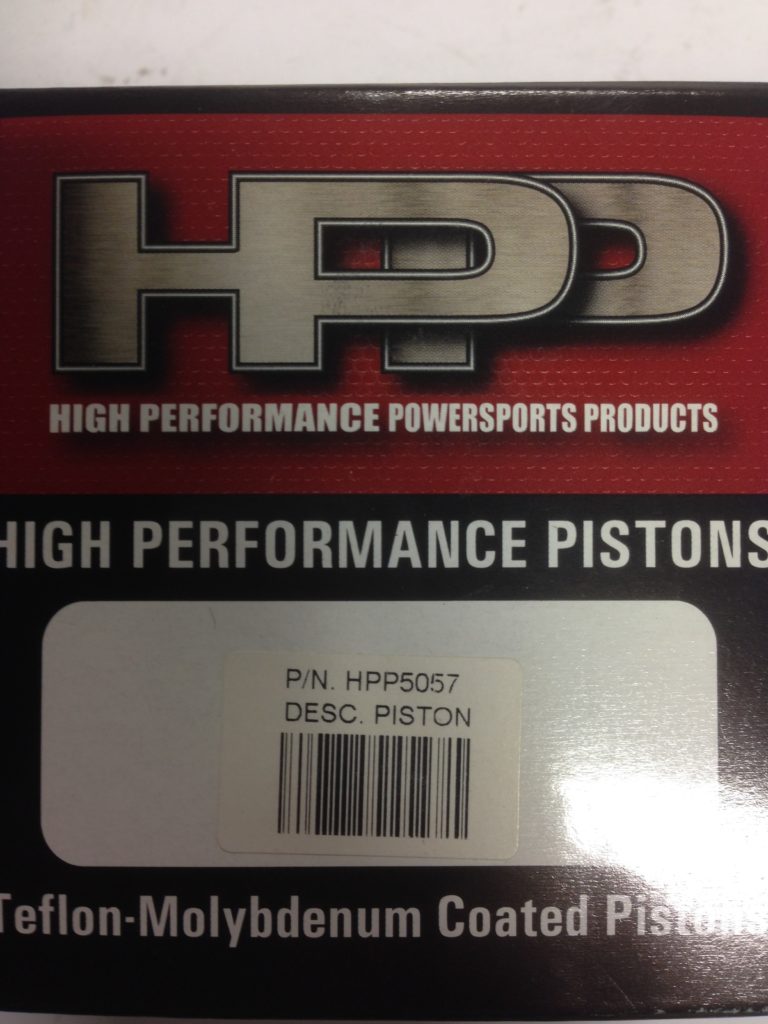 HPP
HIGH PERFORMANCE POWERSPORTS PRODUCTS
HIGH PERFORMANCE PISTONS
P/N. HPP5057
DESC. PISTON
Teflon-Molybdenum Coated Pistons